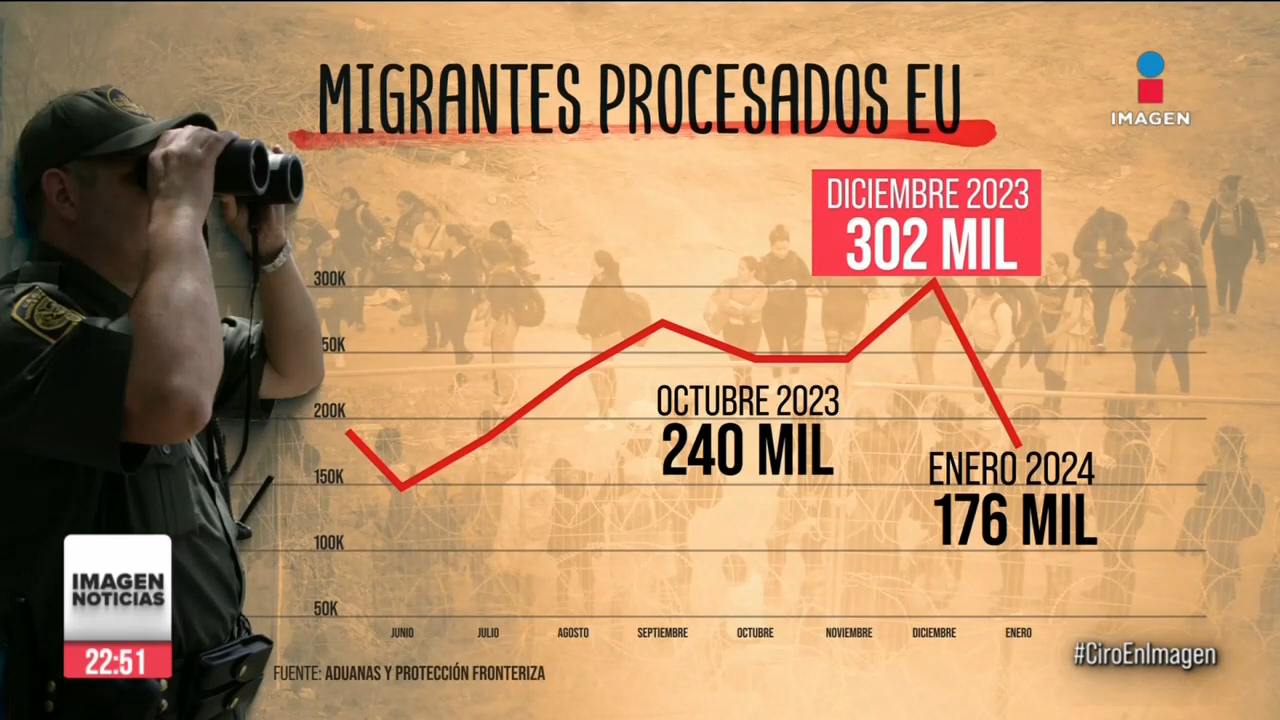 MIGRANTES PROCESADOS EU
IMAGEN
DICIEMBRE 2023
302 MIL
300K
50K
200K
150K
100K
50K
OCTUBRE 2023
240 MIL
ENERO 2024
176 MIL
JUNIO JULIO AGOSTO SEPTIEMBRE OCTUBRE NOVIEMBRE DICIEMBRE ENERO
FUENTE: ADUANAS Y PROTECCIÓN FRONTERIZA
IMAGEN
NOTICIAS
22:51
#CiroEnImagen